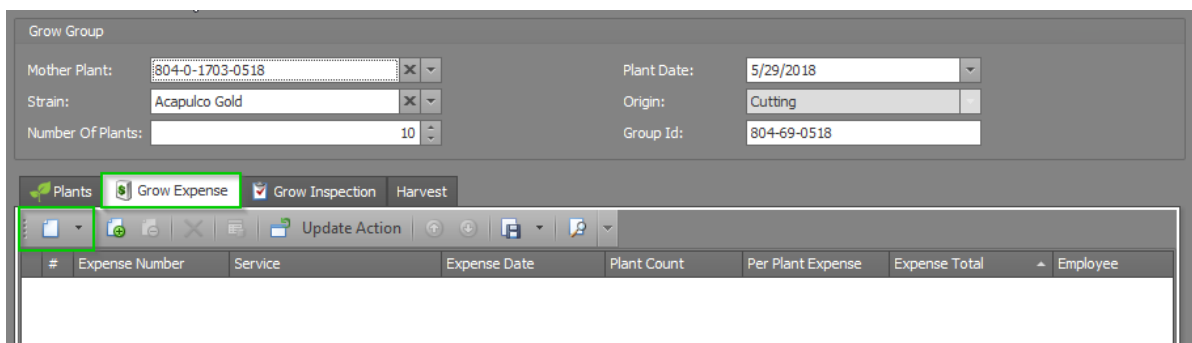 Grow Group
Mother Plant: 804-0-1703-0518 Plant Date: 5/29/2018
Strain: Acapulco Gold Origin: Cutting
Number Of Plants: 10 Group Id: 804-69-0518
Plants Grow Expense Grow Inspection Harvest
Update Action
# Expense Number Service Expense Date Plant Count Per Plant Expense Expense Total Employee